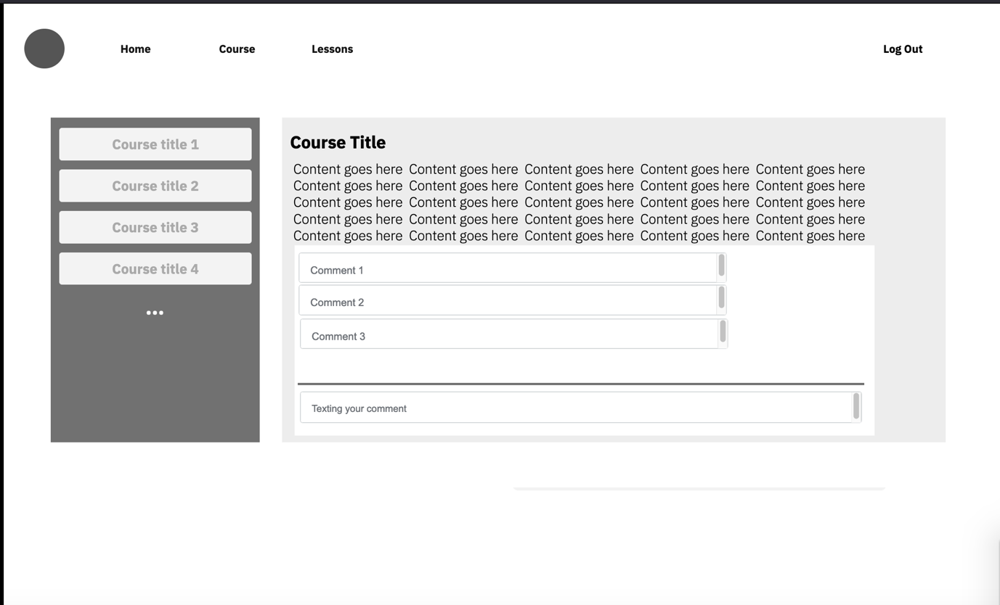 Home Course Lessons Log Out
Course title 1
Course title 2
Course title 3
Course title 4
...
Course Title
Content goes here Content goes here Content goes here Content goes here Content goes here
Content goes here Content goes here Content goes here Content goes here Content goes here
Content goes here Content goes here Content goes here Content goes here Content goes here
Content goes here Content goes here Content goes here Content goes here Content goes here
Content goes here Content goes here Content goes here Content goes here Content goes here
Comment 1
Comment 2
Comment 3
Texting your comment